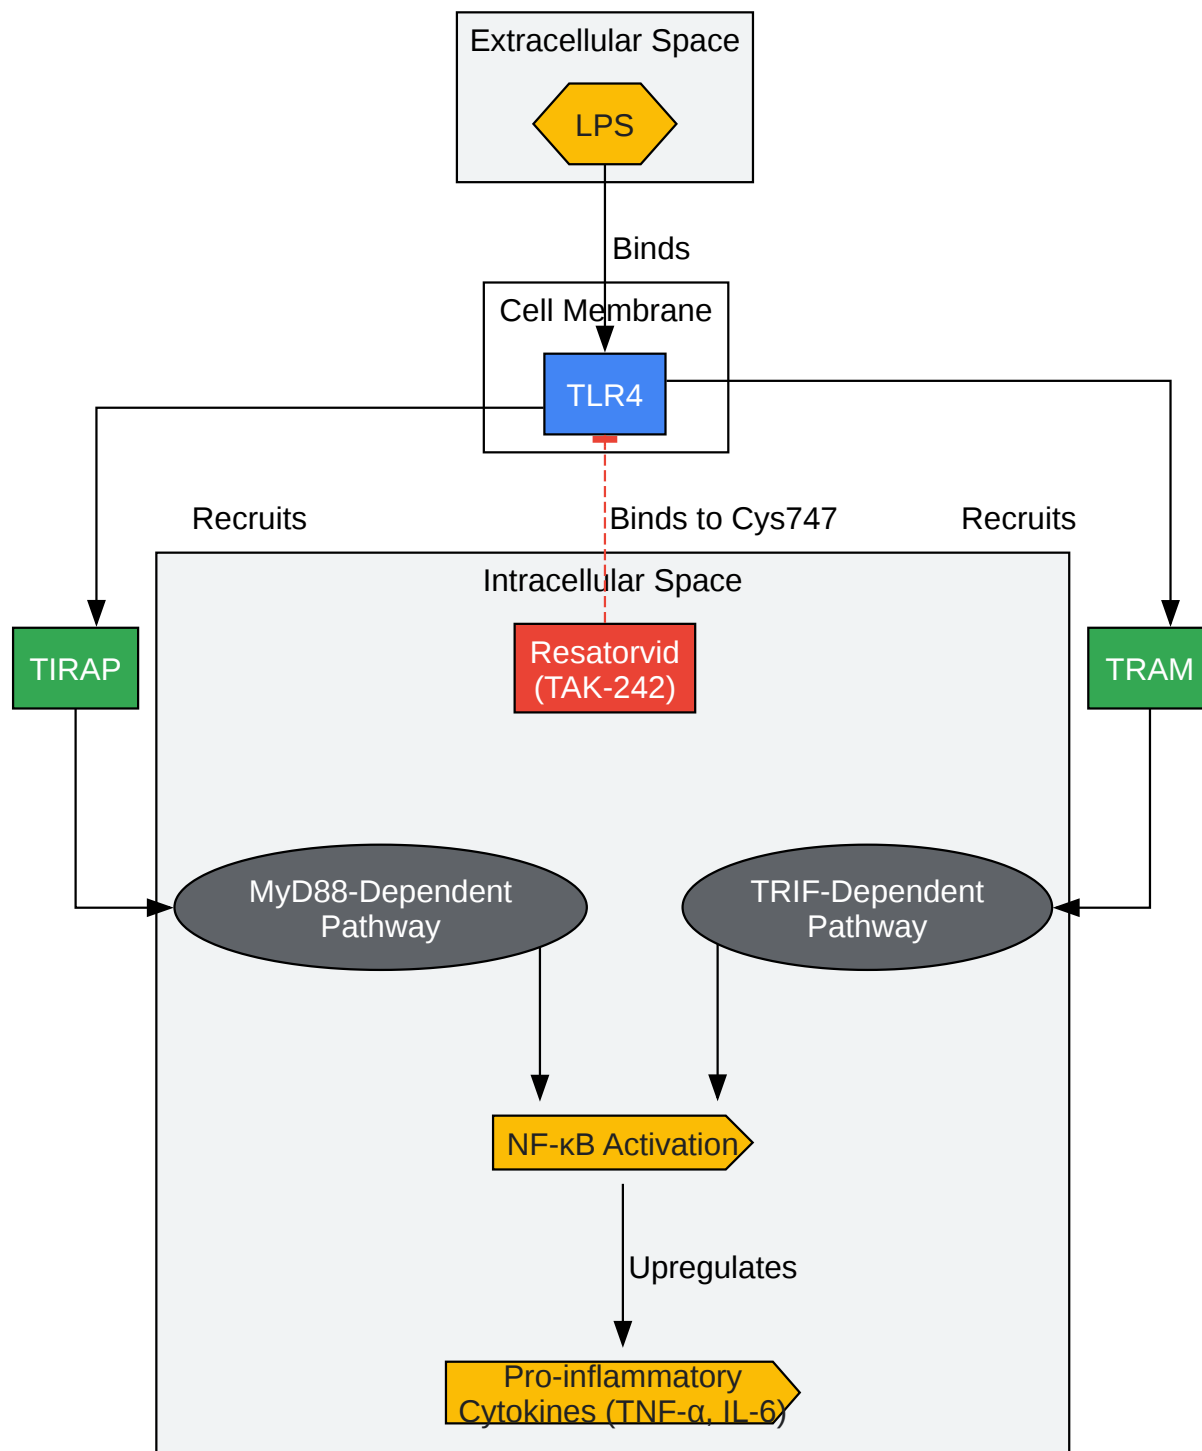 Extracellular Space
LPS
Binds
Cell Membrane
TLR4
Recruits
Binds to Cys747
Recruits
Intracellular Space
TIRAP
Resatorvid
(TAK-242)
TRAM
MyD88-Dependent
Pathway
TRIF-Dependent
Pathway
NF-κB Activation
Upregulates
Pro-inflammatory
Cytokines (TNF-α, IL-6)